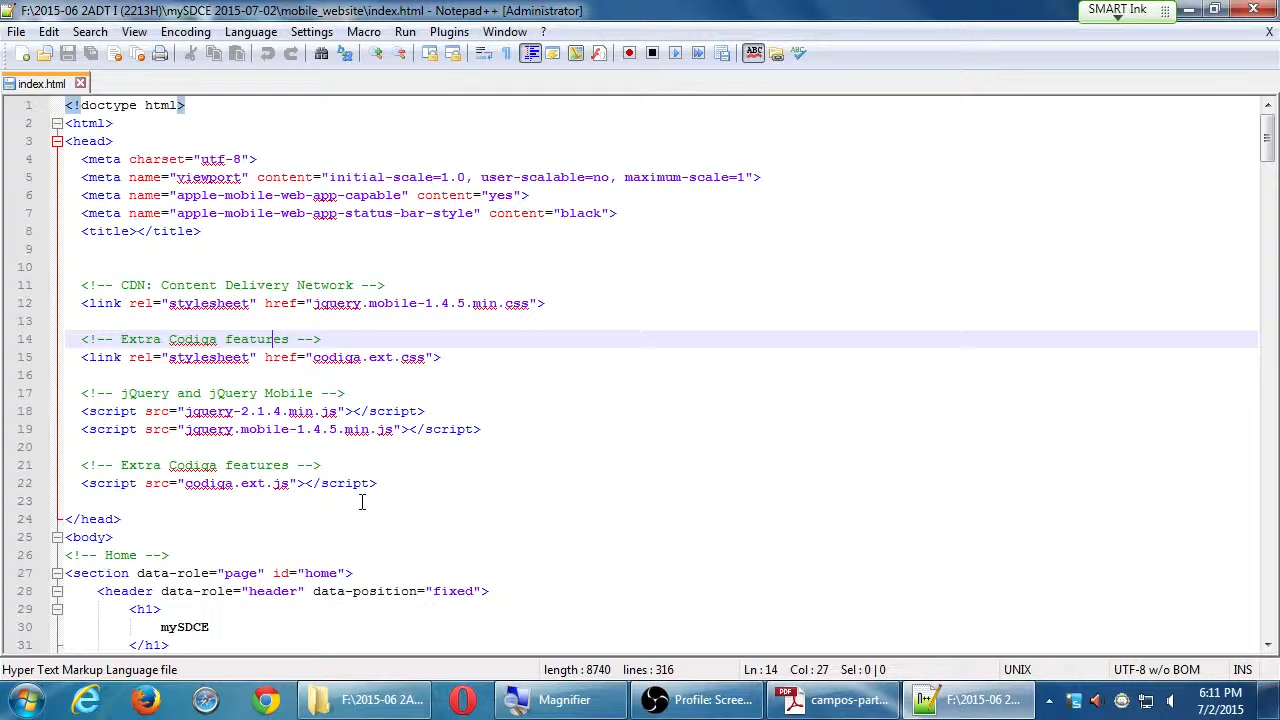 F:\2015-06 2ADT I (2213H)\mySDCE 2015-07-02\mobile_website\index.html - Notepad++ [Administrator]
SMART Ink
File Edit Search View Encoding Language Settings Macro Run Plugins Window ? X
ABC ABC
index.html
1 <!doctype html>
2 <html>
3 <head>
4 <meta charset="utf-8">
5 <meta name="viewport" content="initial-scale=1.0, user-scalable=no, maximum-scale=1">
6 <meta name="apple-mobile-web-app-capable" content="yes">
7 <meta name="apple-mobile-web-app-status-bar-style" content="black">
8 <title></title>
9
10
11 <!-- CDN: Content Delivery Network -->
12 <link rel="stylesheet" href="jquery.mobile-1.4.5.min.css">
13
14 <!-- Extra Codiqa features -->
15 <link rel="stylesheet" href="codiqa.ext.css">
16
17 <!-- jQuery and jQuery Mobile -->
18 <script src="jquery-2.1.4.min.js"></script>
19 <script src="jquery.mobile-1.4.5.min.js"></script>
20
21 <!-- Extra Codiqa features -->
22 <script src="codiqa.ext.js"></script>
23
24 </head>
25 <body>
26 <!-- Home -->
27 <section data-role="page" id="home">
28 <header data-role="header" data-position="fixed">
29 <h1>
30 mySDCE
31 </h1>
Hyper Text Markup Language file length : 8740 lines : 316 Ln : 14 Col : 27 Sel : 0 | 0 UNIX UTF-8 w/o BOM INS
F:\2015-06 2A... Magnifier Profile: Scree... PDF campos-part... F:\2015-06 2... 6:11 PM
7/2/2015